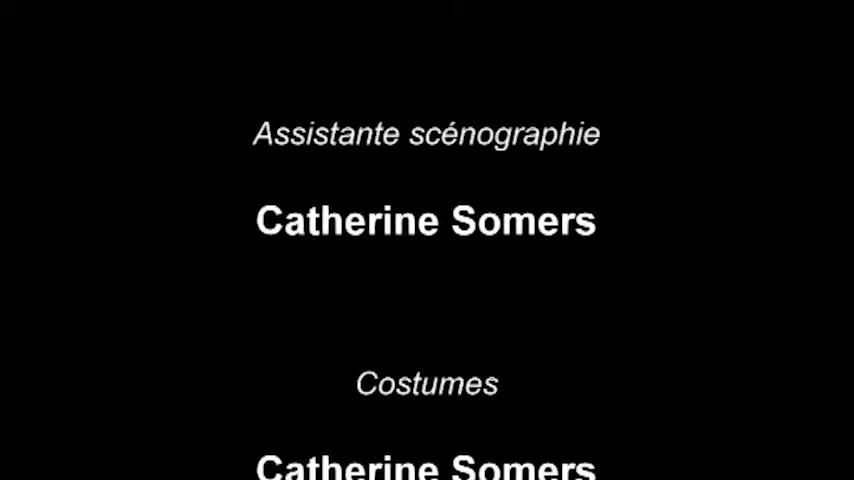 Assistante scénographie
Catherine Somers
Costumes
Catherine Somers